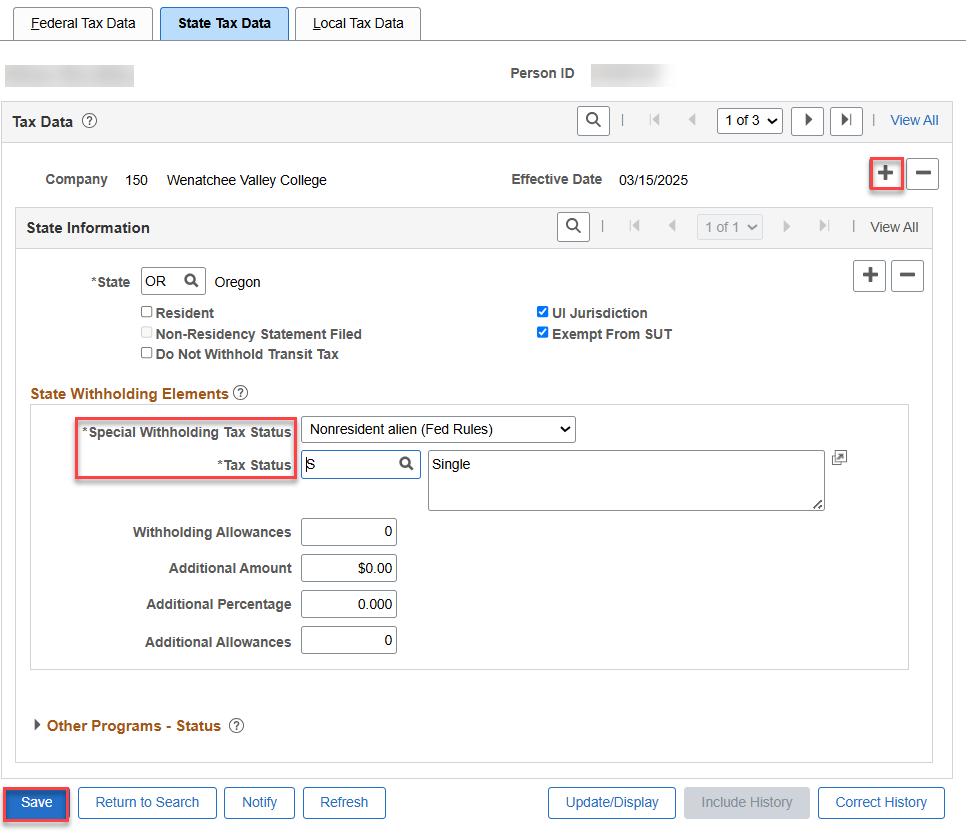 Federal Tax Data State Tax Data Local Tax Data
Person ID
Tax Data ? | 1 of 3 | View All
Company 150 Wenatchee Valley College Effective Date 03/15/2025
State Information | 1 of 1 | View All
*State OR Oregon
Resident UI Jurisdiction
Non-Residency Statement Filed Exempt From SUT
Do Not Withhold Transit Tax
State Withholding Elements ?
*Special Withholding Tax Status Nonresident alien (Fed Rules)
*Tax Status S Single
Withholding Allowances 0
Additional Amount $0.00
Additional Percentage 0.000
Additional Allowances 0
Other Programs - Status ?
Save Return to Search Notify Refresh Update/Display Include History Correct History